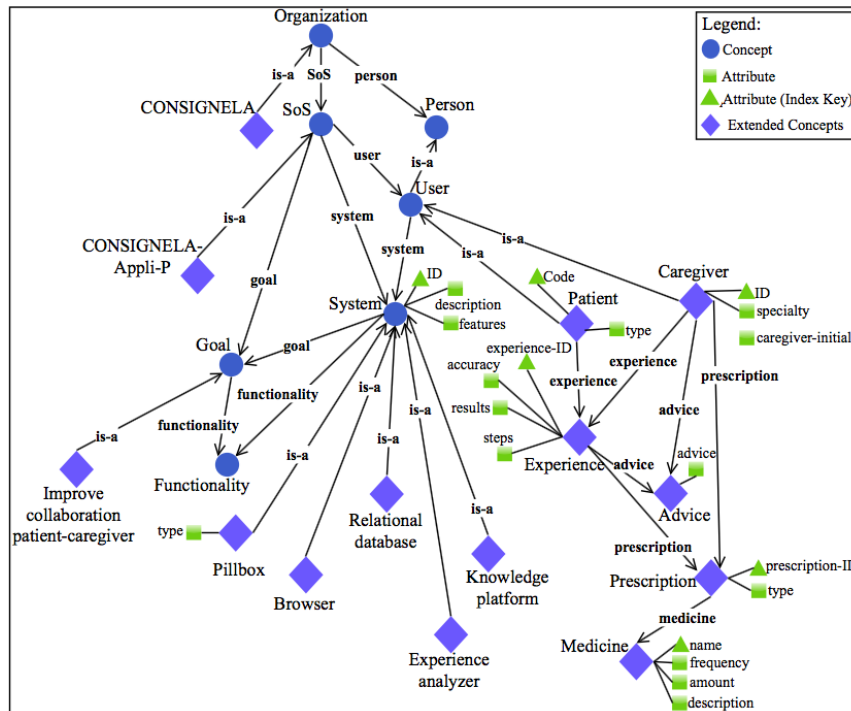 Organization
Legend:
Concept
Attribute
Attribute (Index Key)
Extended Concepts
is-a
SoS
person
CONSIGNELA
SoS
Person
user
is-a
User
is-a
system
is-a
is-a
CONSIGNELA-
Appli-P
system
goal
ID
description
features
System
Code
Patient
type
Caregiver
ID
specialty
caregiver-initial
Goal
goal
experience-ID
accuracy
results
steps
experience
experience
prescription
advice
functionality
functionality
is-a
is-a
is-a
is-a
is-a
is-a
Improve
collaboration
patient-caregiver
Functionality
Experience
advice
advice
Advice
type
Pillbox
Browser
Relational
database
Knowledge
platform
Experience
analyzer
prescription
Prescription
prescription-ID
type
medicine
Medicine
name
frequency
amount
description